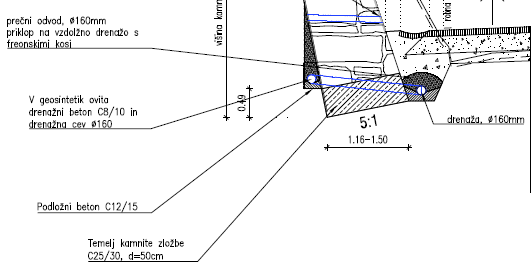 prečni odvod, ø160mm
priklop na vzdolžno drenažo s
freonskimi kosi
višina kamn
ročna
V geosintetik ovita
drenažni beton C8/10 in
drenažna cev ø160
0.49
5:1
1.16-1.50
drenaža, ø160mm
Podložni beton C12/15
Temelj kamnite zložbe
C25/30, d=50cm